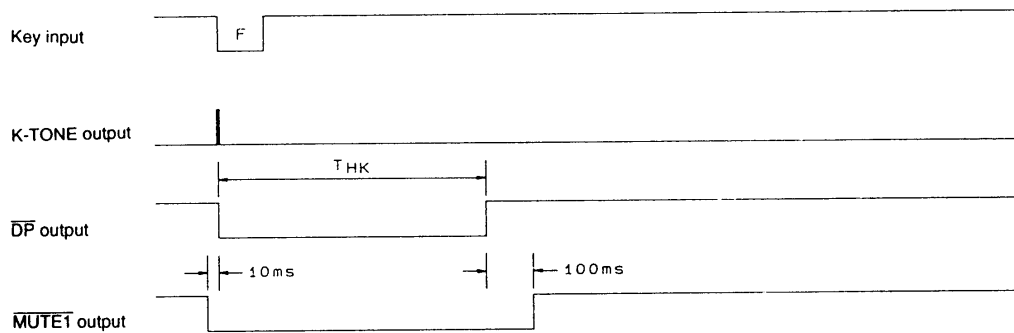 Key input
F
K-TONE output
THK
DP output
10ms
100ms
MUTE1 output